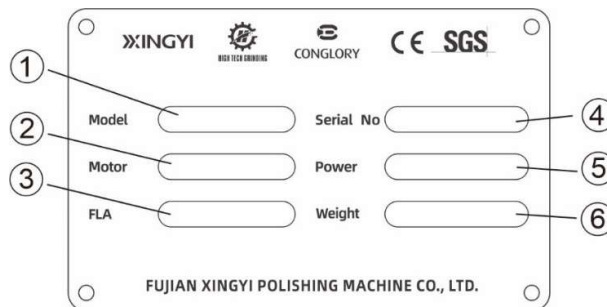 XINGYI HIGH TECH GRINDING CONGLORY CE SGS
① Model Serial No ④
② Motor Power ⑤
③ FLA Weight ⑥
FUJIAN XINGYI POLISHING MACHINE CO., LTD.